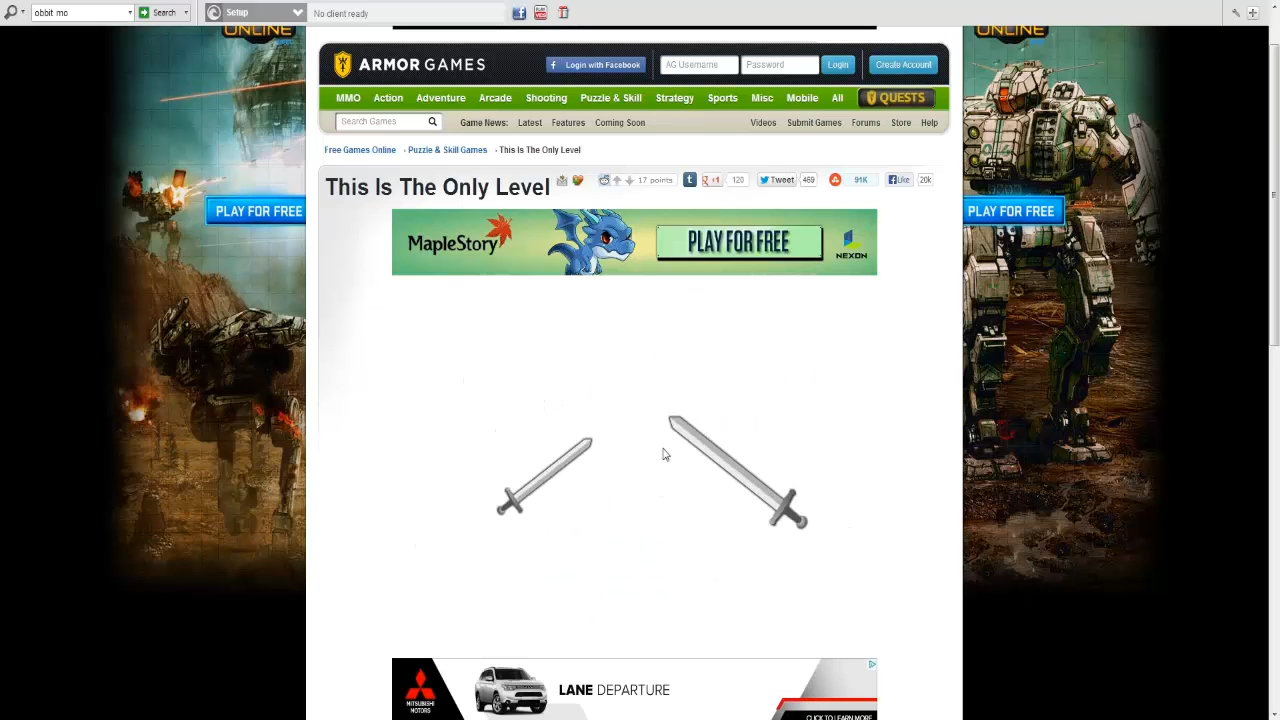 obbit mo
Search
Setup
No client ready
ONLINE
ONLINE
ARMOR GAMES
Login with Facebook
AG Username
Password
Login
Create Account
MMO Action Adventure Arcade Shooting Puzzle & Skill Strategy Sports Misc Mobile All QUESTS
Search Games
Game News: Latest Features Coming Soon
Videos Submit Games Forums Store Help
Free Games Online › Puzzle & Skill Games › This Is The Only Level
This Is The Only Level
17 points
+1
120
Tweet
469
91K
Like
20k
PLAY FOR FREE
PLAY FOR FREE
MapleStory
PLAY FOR FREE
NEXON
MITSUBISHI
MOTORS
LANE DEPARTURE
CLICK TO LEARN MORE